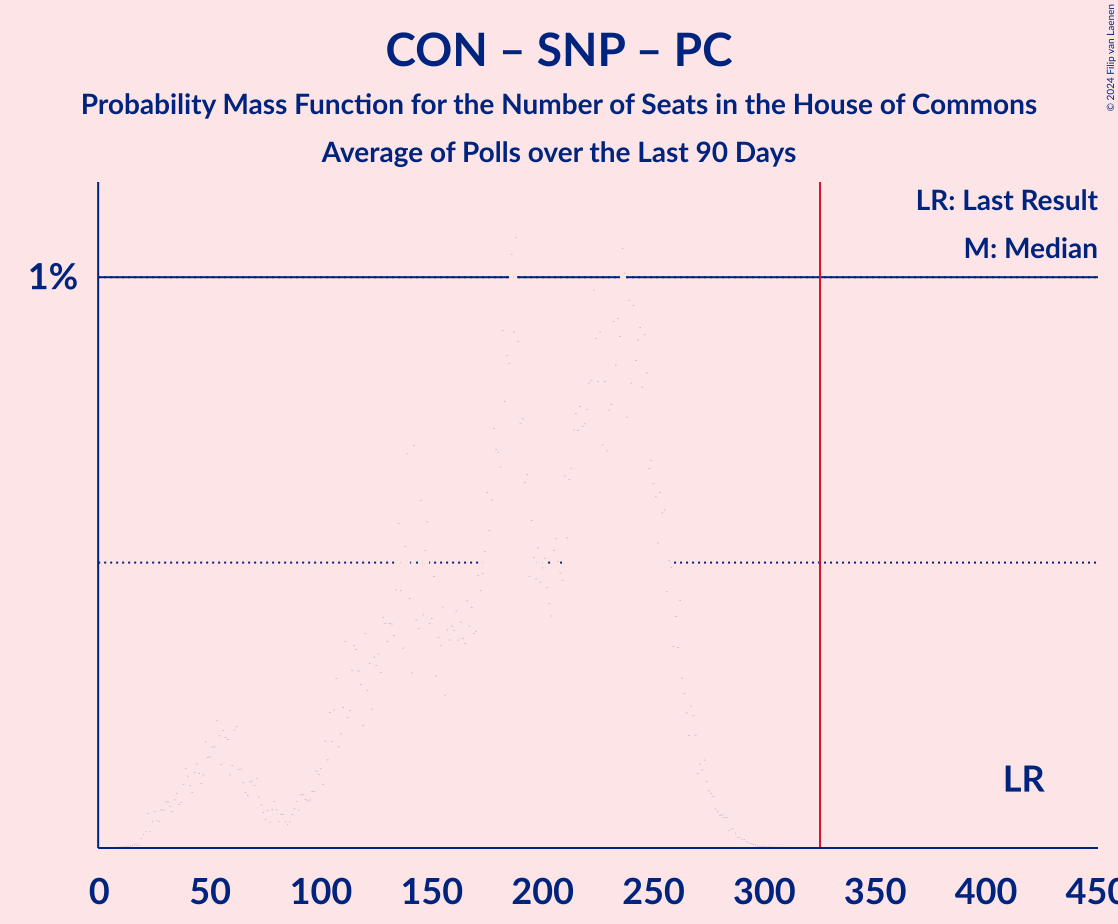 CON – SNP – PC
Probability Mass Function for the Number of Seats in the House of Commons
Average of Polls over the Last 90 Days
© 2024 Filip van Laenen
LR: Last Result
M: Median
1%
LR
0 50 100 150 200 250 300 350 400 450